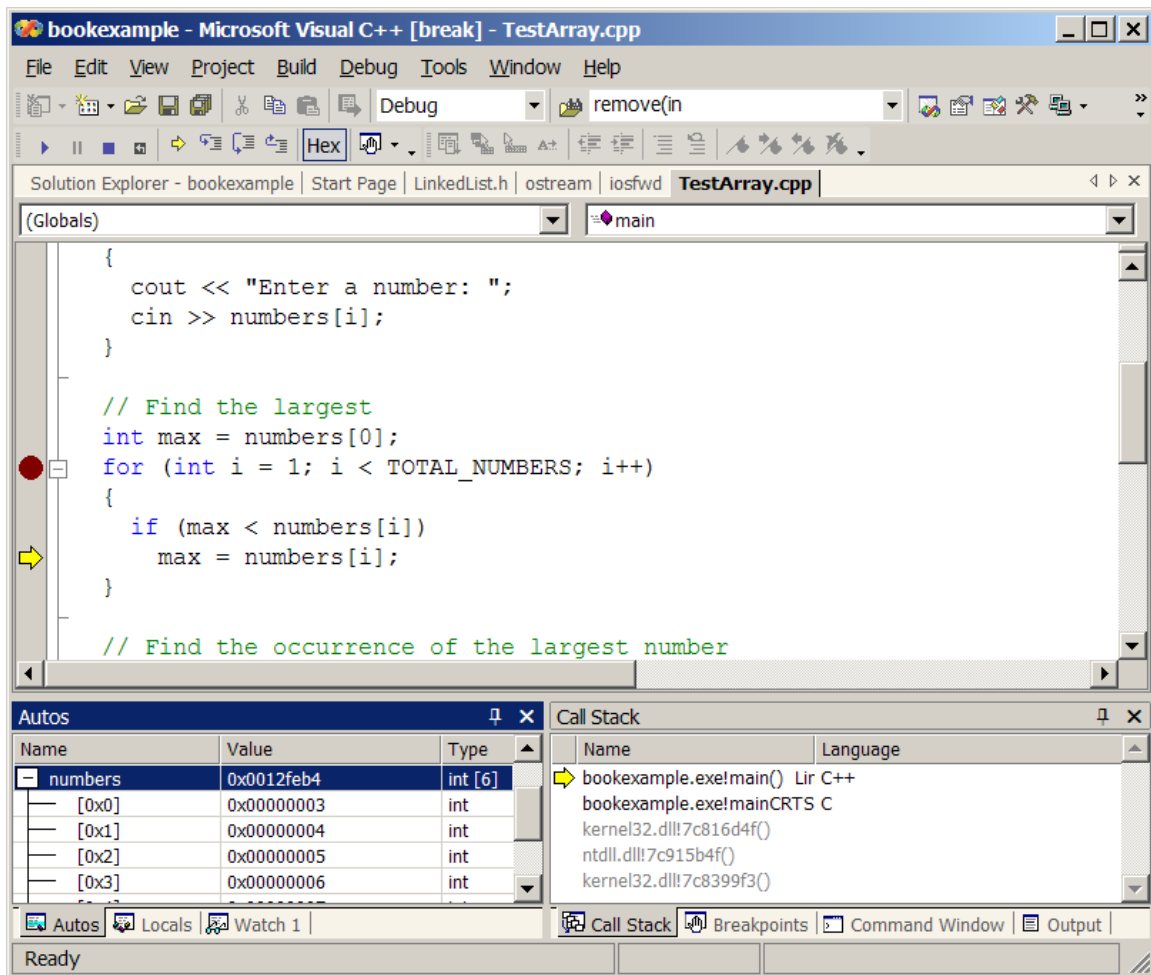 bookexample - Microsoft Visual C++ [break] - TestArray.cpp
File Edit View Project Build Debug Tools Window Help
Debug remove(in
Hex
Solution Explorer - bookexample Start Page LinkedList.h ostream iosfwd TestArray.cpp
(Globals) main
{
cout << "Enter a number: ";
cin >> numbers[i];
}
// Find the largest
int max = numbers[0];
for (int i = 1; i < TOTAL_NUMBERS; i++)
{
if (max < numbers[i])
max = numbers[i];
}
// Find the occurrence of the largest number
Autos
Name Value Type
numbers 0x0012feb4 int [6]
[0x0] 0x00000003 int
[0x1] 0x00000004 int
[0x2] 0x00000005 int
[0x3] 0x00000006 int
Autos Locals Watch 1
Call Stack
Name Language
bookexample.exe!main() Lir C++
bookexample.exe!mainCRTS C
kernel32.dll!7c816d4f()
ntdll.dll!7c915b4f()
kernel32.dll!7c8399f3()
Call Stack Breakpoints Command Window Output
Ready